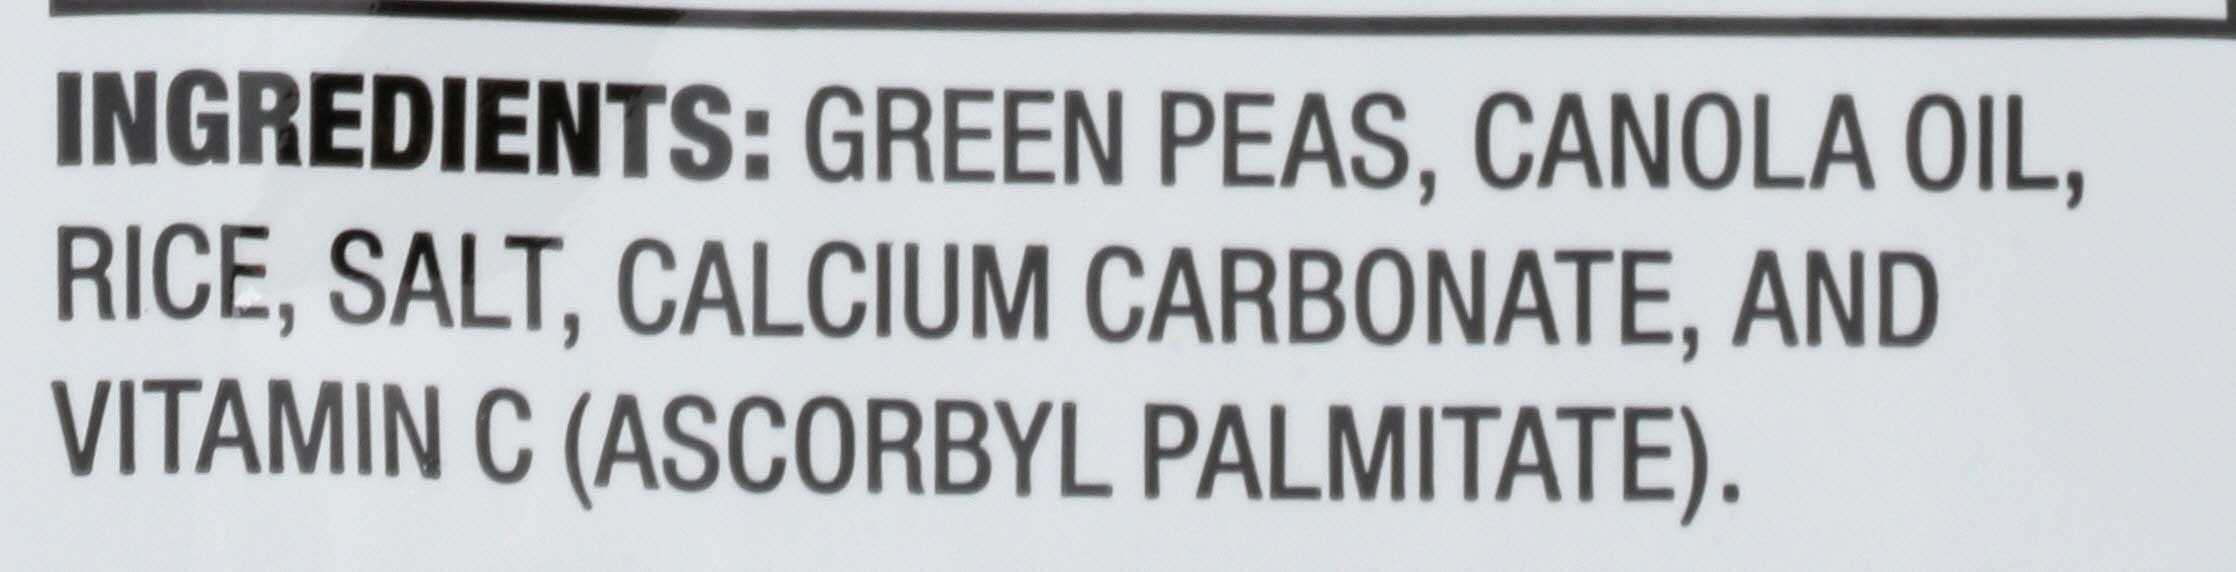 INGREDIENTS: GREEN PEAS, CANOLA OIL,
RICE, SALT, CALCIUM CARBONATE, AND
VITAMIN C (ASCORBYL PALMITATE).